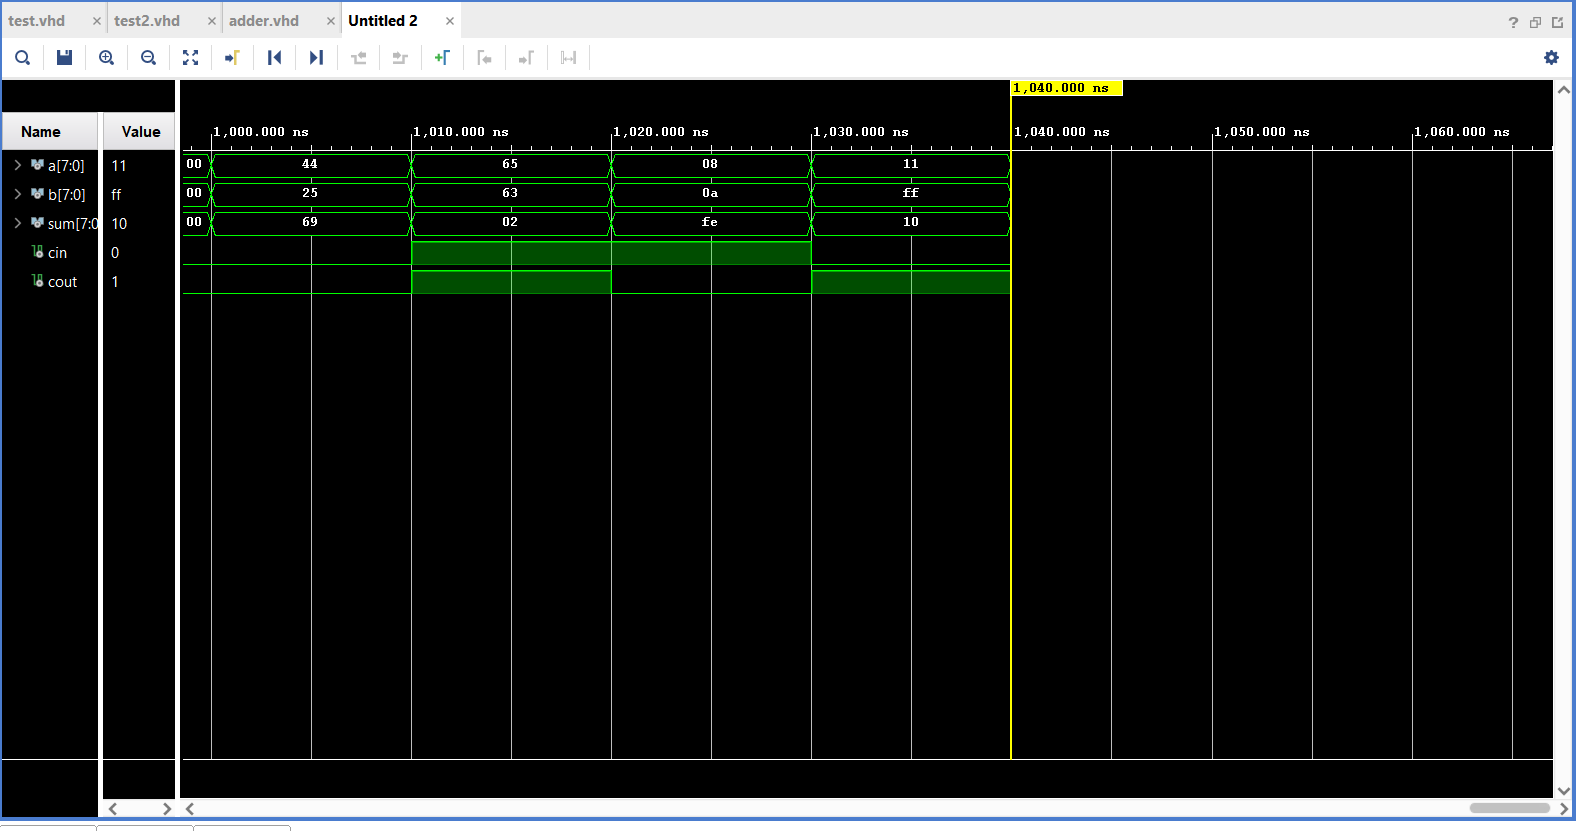 test.vhd × test2.vhd × adder.vhd × Untitled 2 ×
?
1,040.000 ns
Name Value
1,000.000 ns 1,010.000 ns 1,020.000 ns 1,030.000 ns 1,040.000 ns 1,050.000 ns 1,060.000 ns
a[7:0] 11 00 44 65 08 11
b[7:0] ff 00 25 63 0a ff
sum[7:0 10 00 69 02 fe 10
cin 0
cout 1